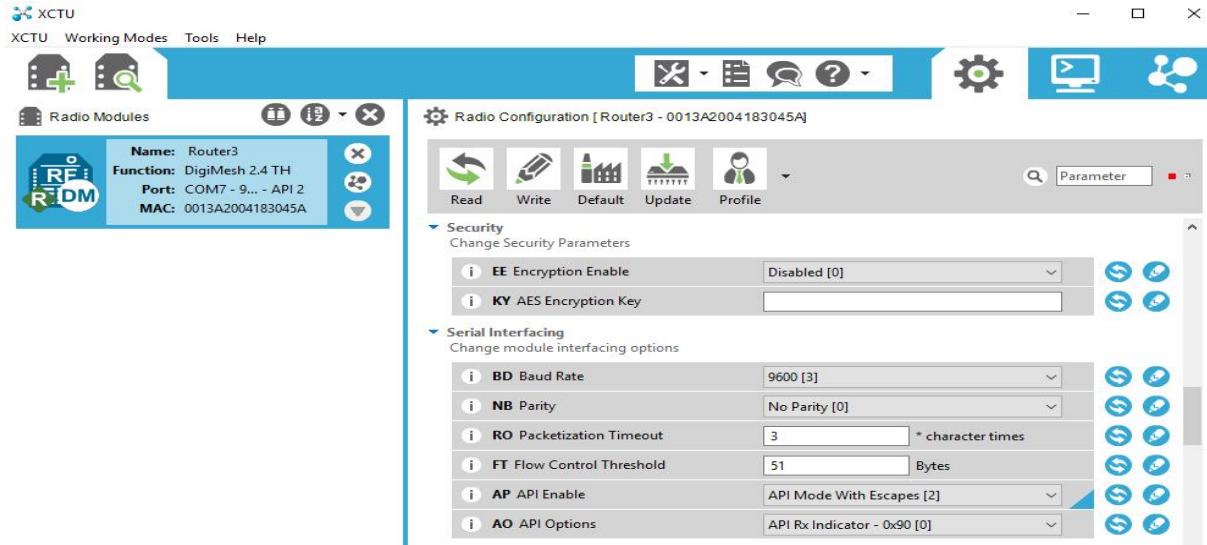 XCTU
XCTU Working Modes Tools Help
Radio Modules
Name: Router3
Function: DigiMesh 2.4 TH
Port: COM7 - 9... - API 2
MAC: 0013A2004183045A
RF
R DM
Radio Configuration [ Router3 - 0013A2004183045A]
Read Write Default Update Profile
Parameter
Security
Change Security Parameters
i EE Encryption Enable Disabled [0]
i KY AES Encryption Key
Serial Interfacing
Change module interfacing options
i BD Baud Rate 9600 [3]
i NB Parity No Parity [0]
i RO Packetization Timeout 3 * character times
i FT Flow Control Threshold 51 Bytes
i AP API Enable API Mode With Escapes [2]
i AO API Options API Rx Indicator - 0x90 [0]